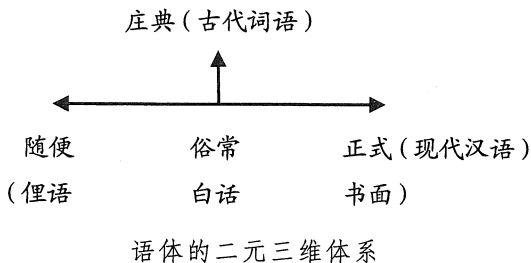 庄典(古代词语)
随便 俗常 正式(现代汉语)
(俚语 白话 书面)
语体的二元三维体系